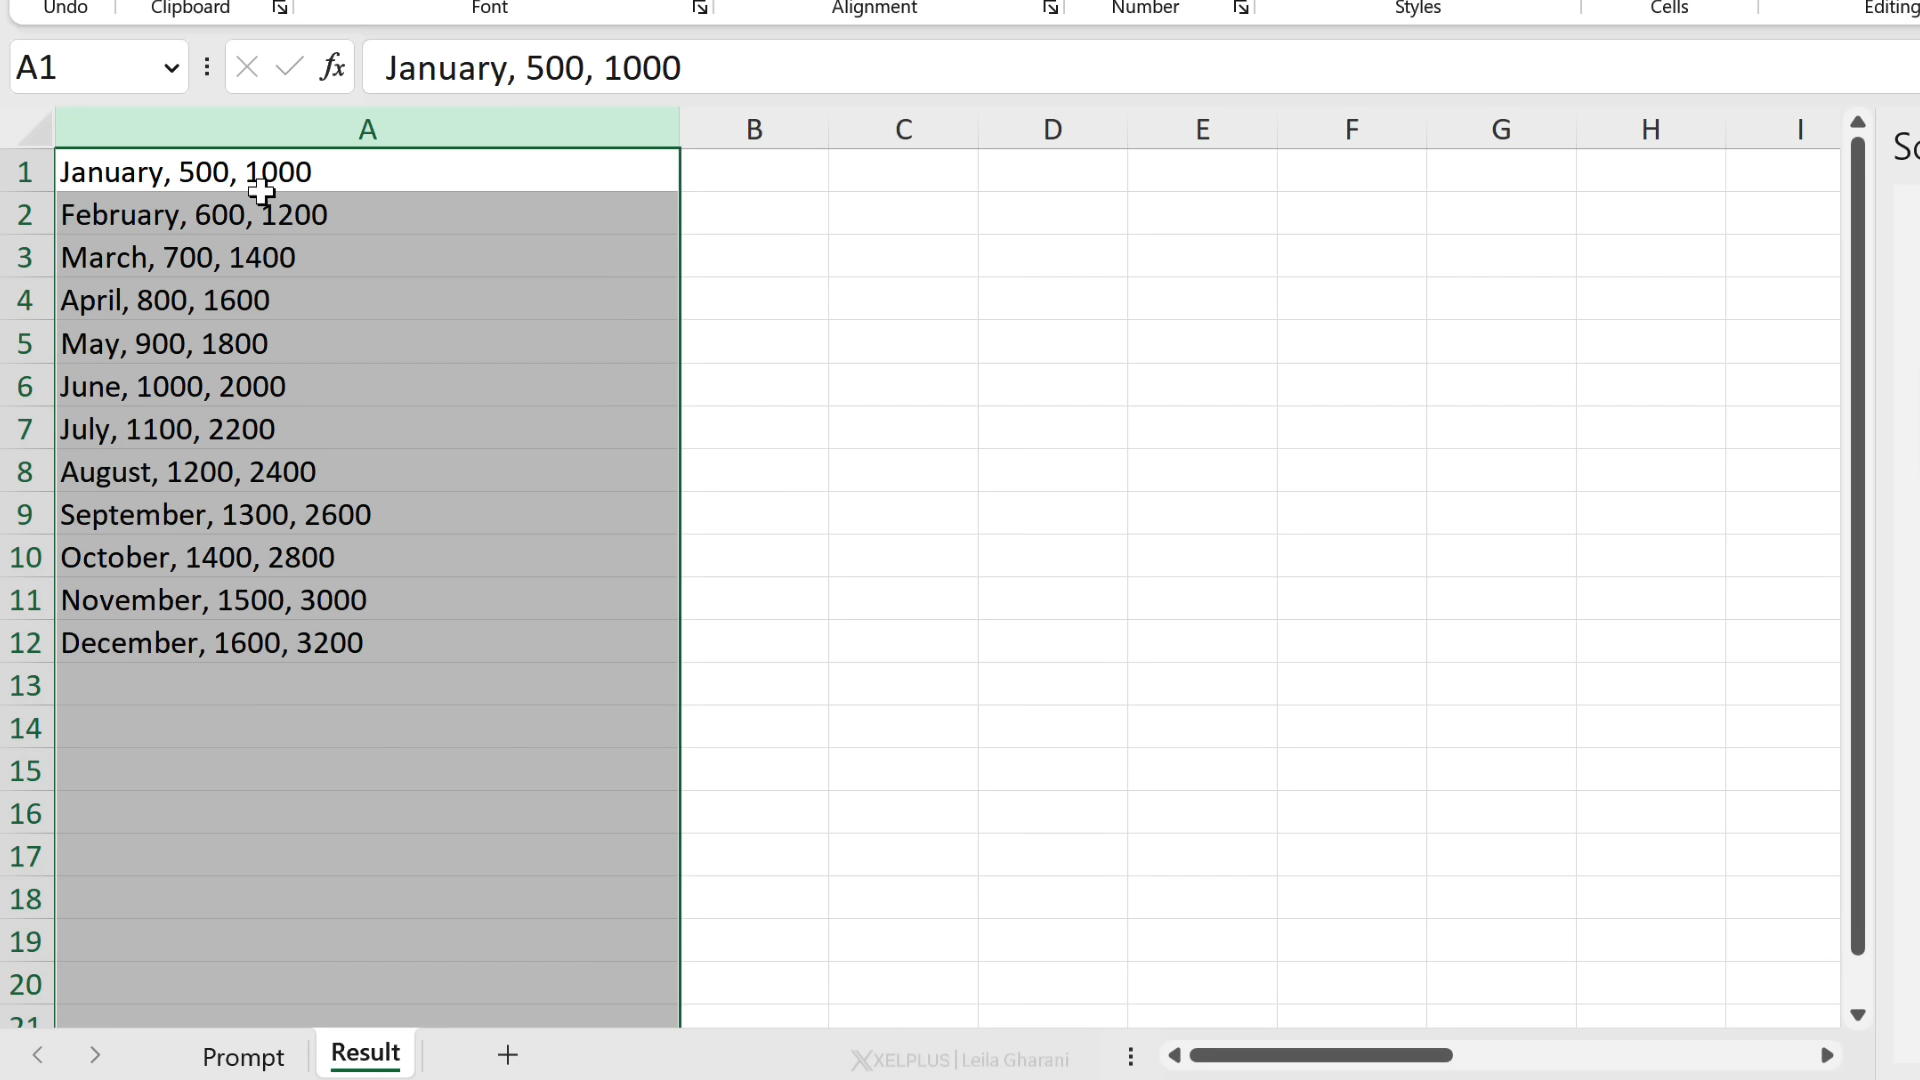 Undo Clipboard Font Alignment Number Styles Cells Editing
A1 fx January, 500, 1000
A B C D E F G H I
1 January, 500, 1000
2 February, 600, 1200
3 March, 700, 1400
4 April, 800, 1600
5 May, 900, 1800
6 June, 1000, 2000
7 July, 1100, 2200
8 August, 1200, 2400
9 September, 1300, 2600
10 October, 1400, 2800
11 November, 1500, 3000
12 December, 1600, 3200
13
14
15
16
17
18
19
20
21
Prompt Result + XELPLUS | Leila Gharani